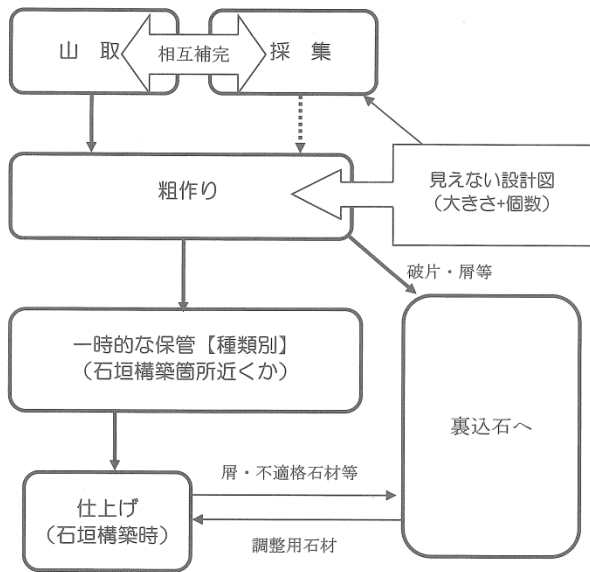 山　取
相互補完
採　集
粗作り
見えない設計図
（大きさ+個数）
破片・屑等
一時的な保管【種類別】
（石垣構築箇所近くか）
裏込石へ
屑・不適格石材等
仕上げ
（石垣構築時）
調整用石材